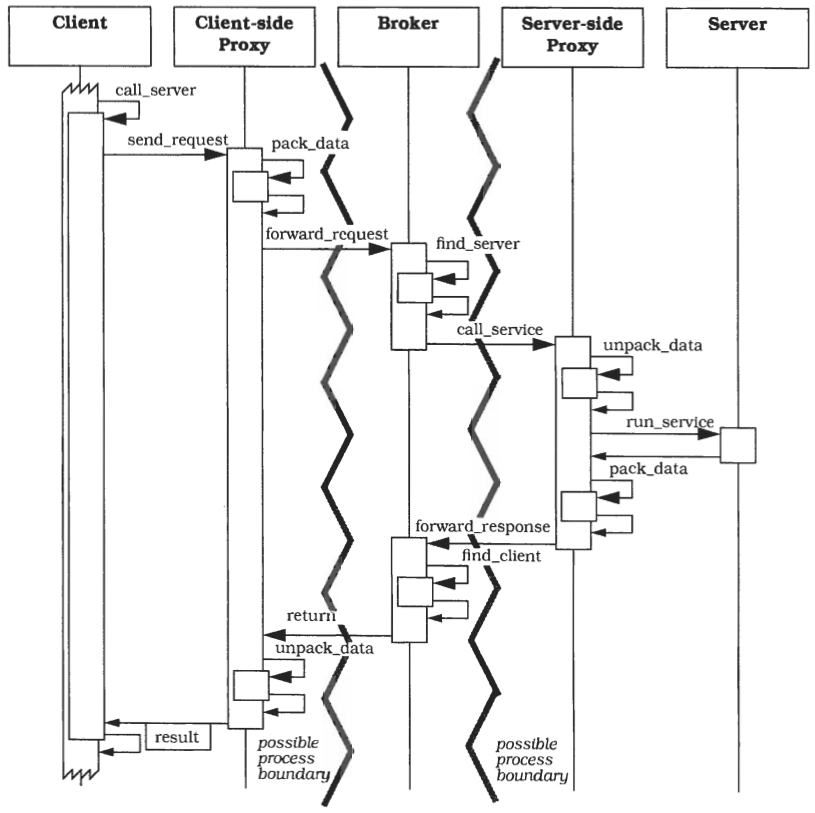 Client
Client-side
Proxy
Broker
Server-side
Proxy
Server
call_server
send_request
pack_data
forward_request
find_server
call_service
unpack_data
run_service
pack_data
forward_response
find_client
return
unpack_data
result
possible
process
boundary
possible
process
boundary